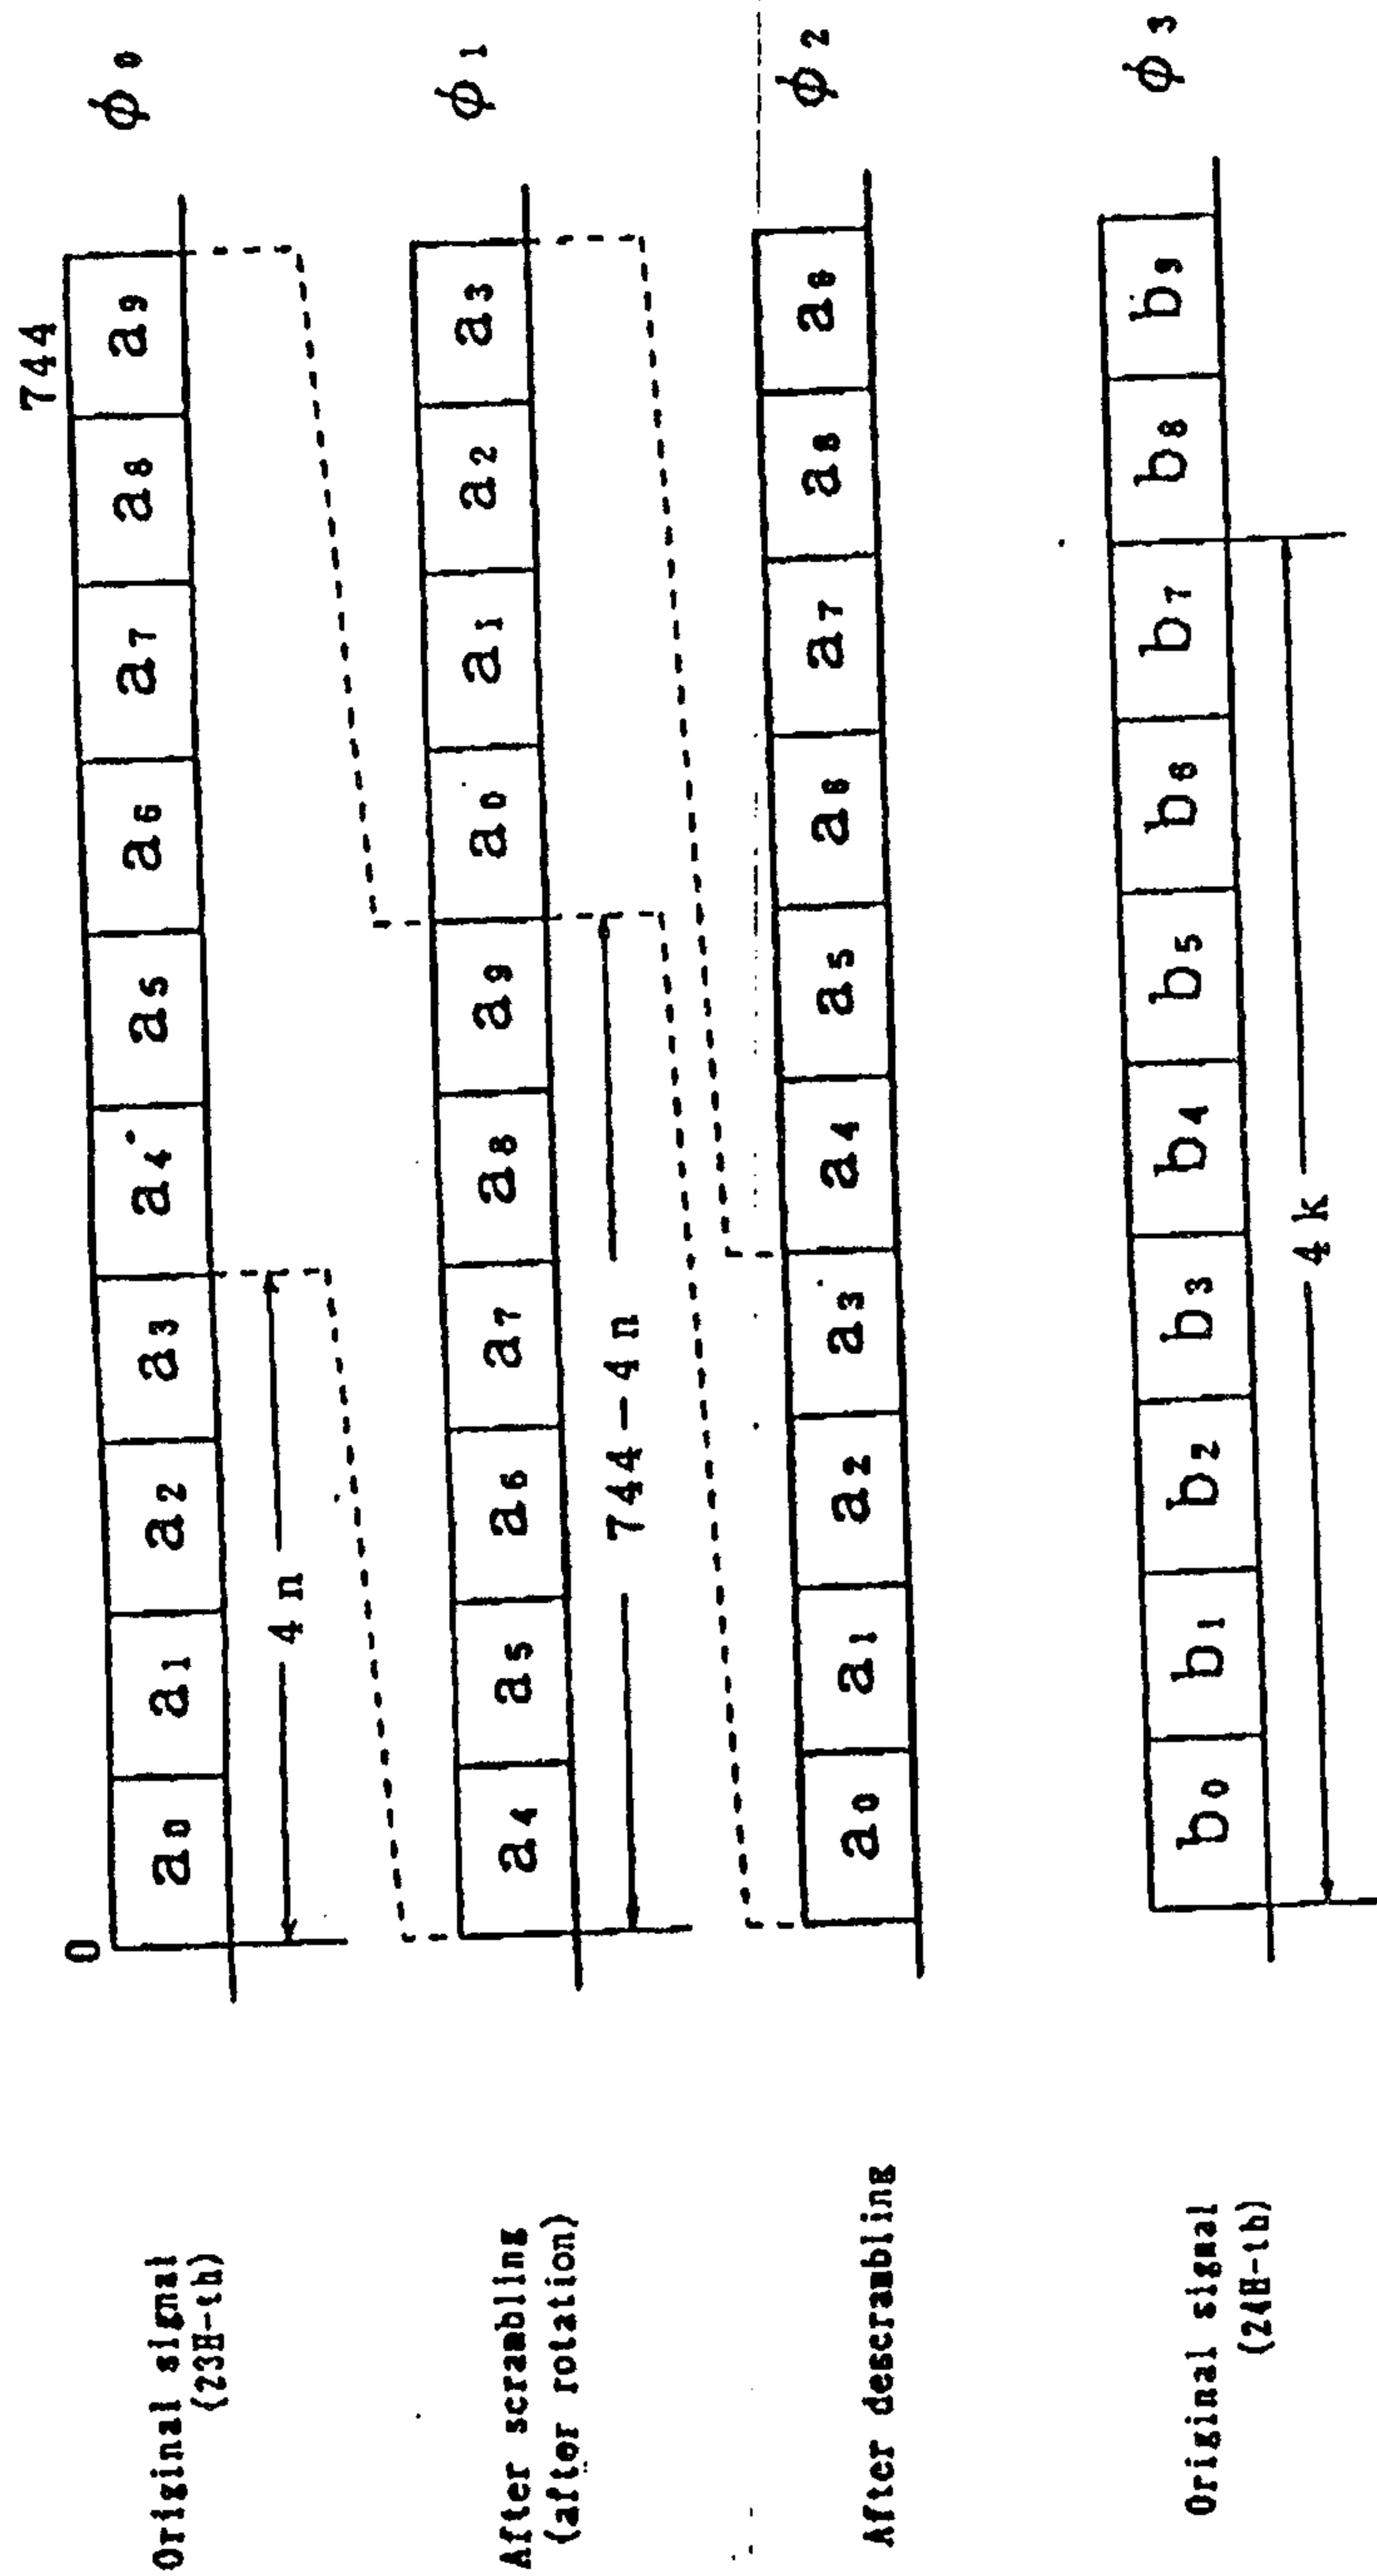 0 744
Original signal (23H-th) a0 a1 a2 a3 a4 a5 a6 a7 a8 a9 φ0
4n
After scrambling (after rotation) a4 a5 a6 a7 a8 a9 a0 a1 a2 a3 φ1
744-4n
After descrambling a0 a1 a2 a3 a4 a5 a6 a7 a8 a9 φ2
Original signal (24H-th) b0 b1 b2 b3 b4 b5 b6 b7 b8 b9 φ3
4k